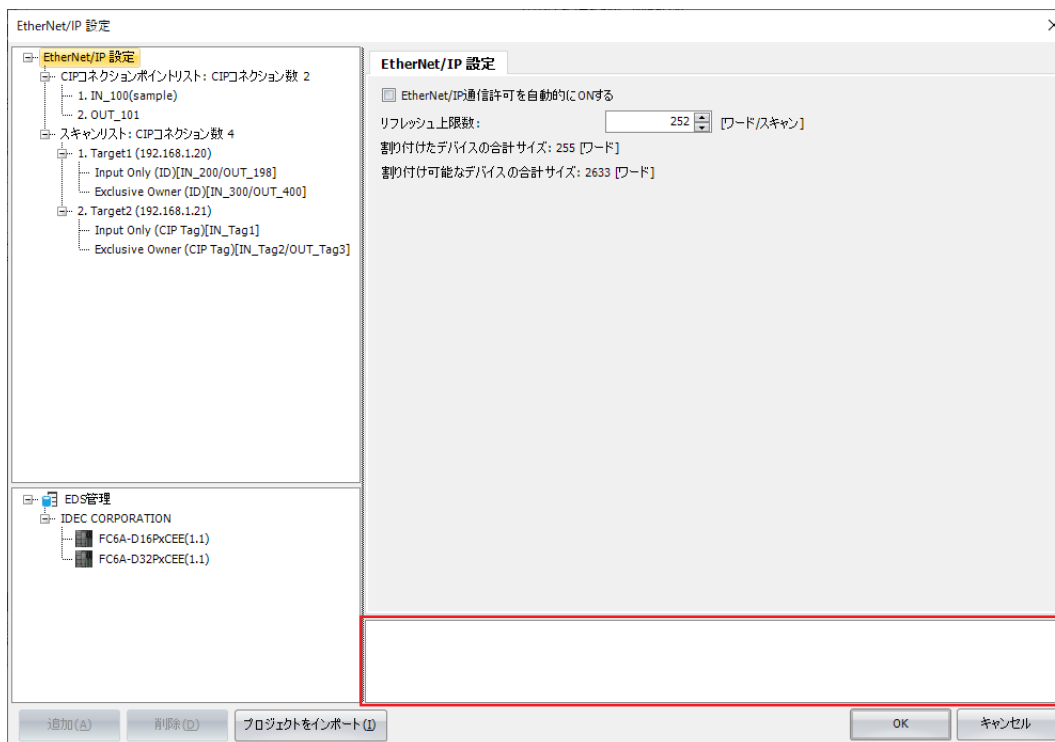 EtherNet/IP 設定
EtherNet/IP 設定
CIPコネクションポイントリスト: CIPコネクション数 2
1. IN_100(sample)
2. OUT_101
スキャンリスト: CIPコネクション数 4
1. Target1 (192.168.1.20)
Input Only (ID)[IN_200/OUT_198]
Exclusive Owner (ID)[IN_300/OUT_400]
2. Target2 (192.168.1.21)
Input Only (CIP Tag)[IN_Tag1]
Exclusive Owner (CIP Tag)[IN_Tag2/OUT_Tag3]
EDS管理
IDEC CORPORATION
FC6A-D16PxCEE(1.1)
FC6A-D32PxCEE(1.1)
EtherNet/IP 設定
EtherNet/IP通信許可を自動的にONする
リフレッシュ上限数: 252 [ワード/スキャン]
割り付けたデバイスの合計サイズ: 255 [ワード]
割り付け可能なデバイスの合計サイズ: 2633 [ワード]
追加(A) 削除(D) プロジェクトをインポート(I) OK キャンセル